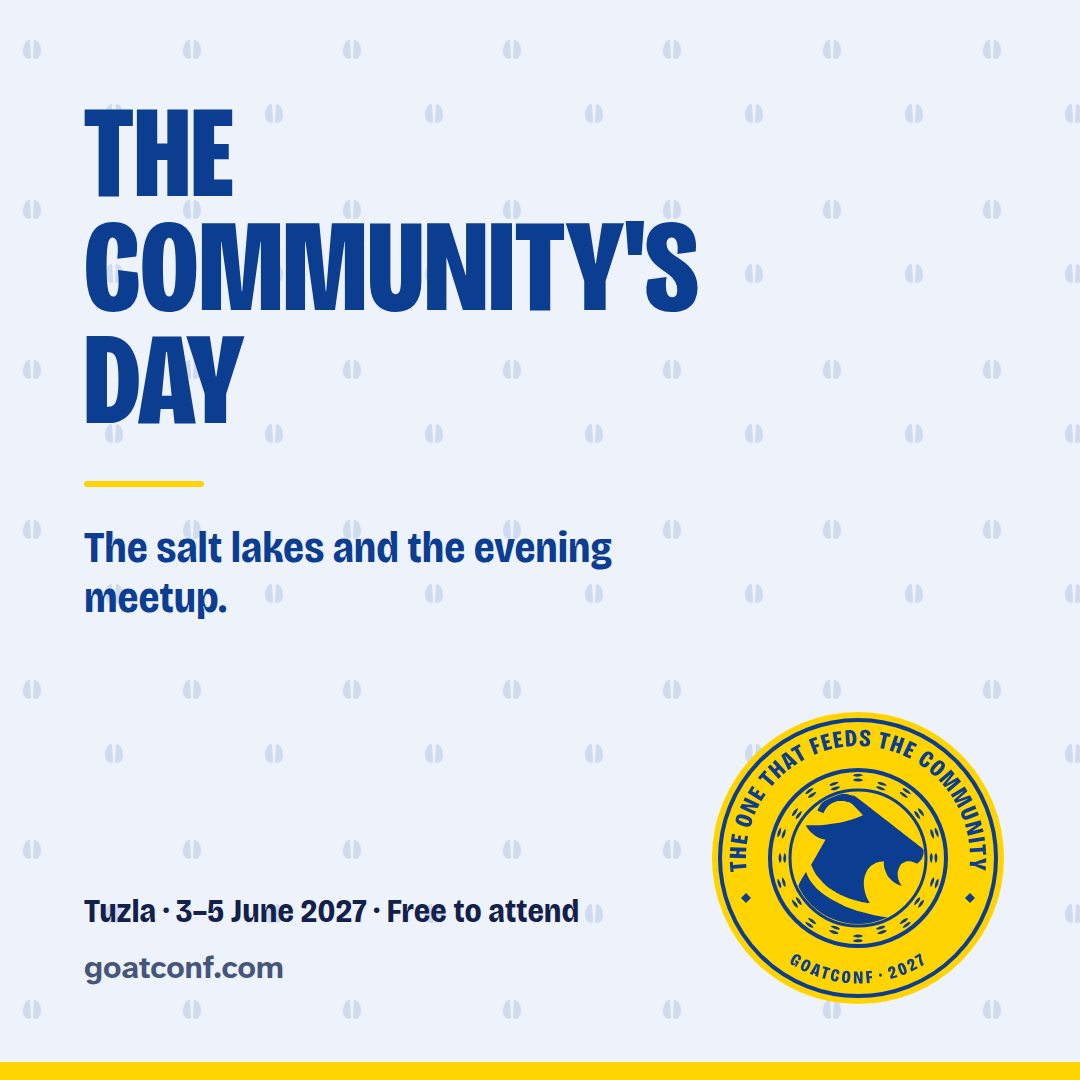 THE
COMMUNITY'S
DAY
The salt lakes and the evening
meetup.
THE ONE THAT FEEDS THE COMMUNITY
GOATCONF · 2027
Tuzla · 3–5 June 2027 · Free to attend
goatconf.com